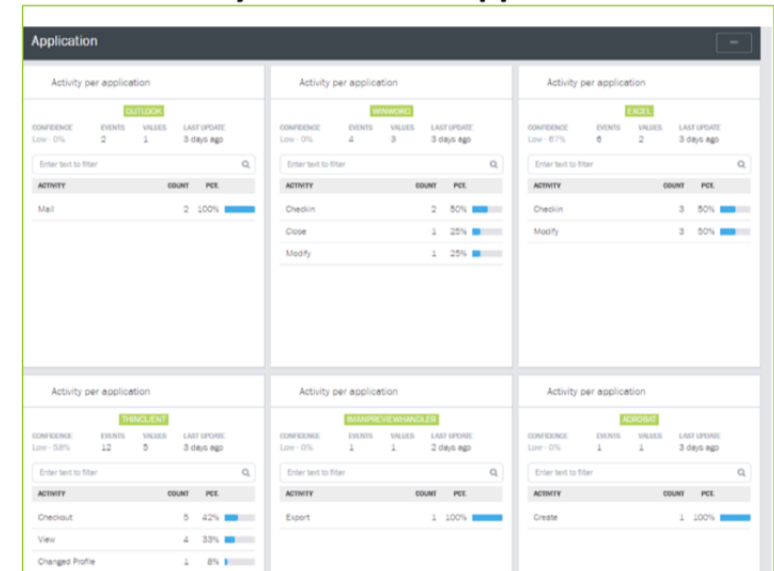 Application
Activity per application
OUTLOOK
CONFIDENCE EVENTS VALUES LAST UPDATE
Low - 0% 2 1 3 days ago
Enter text to filter
ACTIVITY COUNT PCT.
Mail 2 100%
Activity per application
WINWORD
CONFIDENCE EVENTS VALUES LAST UPDATE
Low - 0% 4 3 3 days ago
Enter text to filter
ACTIVITY COUNT PCT.
Checkin 2 50%
Close 1 25%
Modify 1 25%
Activity per application
EXCEL
CONFIDENCE EVENTS VALUES LAST UPDATE
Low - 67% 6 2 3 days ago
Enter text to filter
ACTIVITY COUNT PCT.
Checkin 3 50%
Modify 3 50%
Activity per application
THINCLIENT
CONFIDENCE EVENTS VALUES LAST UPDATE
Low - 58% 12 5 3 days ago
Enter text to filter
ACTIVITY COUNT PCT.
Checkout 5 42%
View 4 33%
Changed Profile 1 8%
Activity per application
IMANPREVIEWHANDLER
CONFIDENCE EVENTS VALUES LAST UPDATE
Low - 0% 1 1 2 days ago
Enter text to filter
ACTIVITY COUNT PCT.
Export 1 100%
Activity per application
ACROBAT
CONFIDENCE EVENTS VALUES LAST UPDATE
Low - 0% 1 1 3 days ago
Enter text to filter
ACTIVITY COUNT PCT.
Create 1 100%